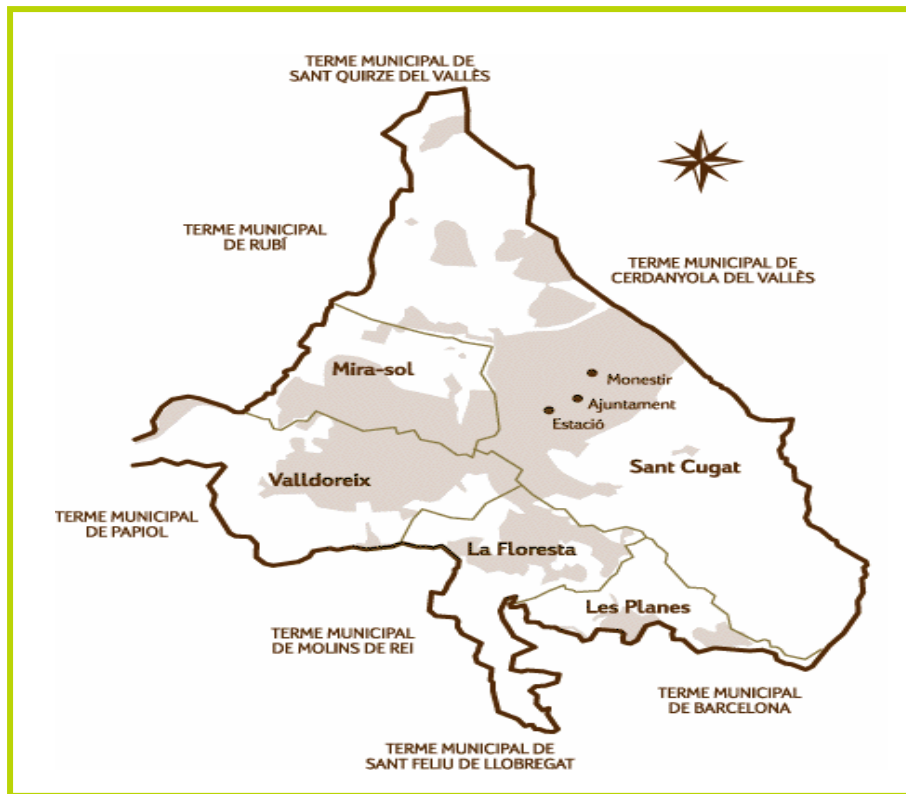 TERME MUNICIPAL DE
SANT QUIRZE DEL VALLÈS
TERME MUNICIPAL
DE RUBÍ
TERME MUNICIPAL DE
CERDANYOLA DEL VALLÈS
Mira-sol
Monestir
Ajuntament
Estació
Sant Cugat
Valldoreix
TERME MUNICIPAL
DE PAPIOL
La Floresta
Les Planes
TERME MUNICIPAL
DE MOLINS DE REI
TERME MUNICIPAL
DE BARCELONA
TERME MUNICIPAL DE
SANT FELIU DE LLOBREGAT